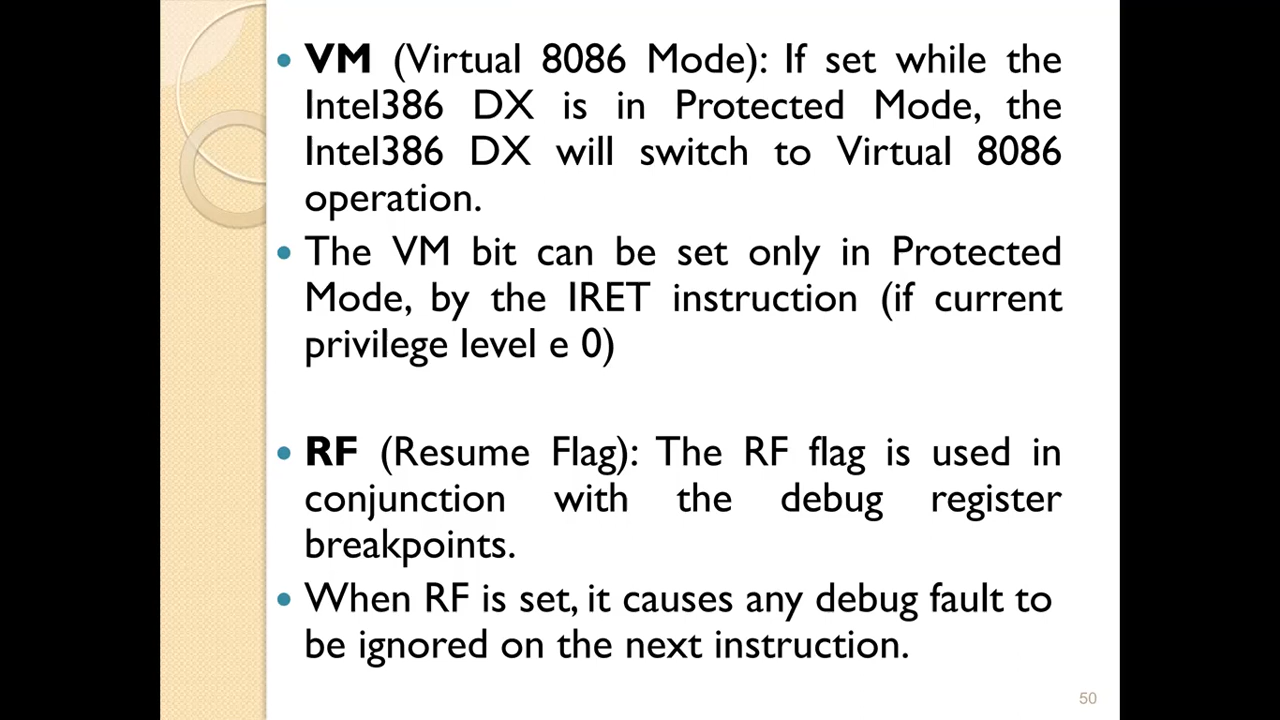 • VM (Virtual 8086 Mode): If set while the
Intel386 DX is in Protected Mode, the
Intel386 DX will switch to Virtual 8086
operation.
• The VM bit can be set only in Protected
Mode, by the IRET instruction (if current
privilege level e 0)
• RF (Resume Flag): The RF flag is used in
conjunction with the debug register
breakpoints.
• When RF is set, it causes any debug fault to
be ignored on the next instruction.
50